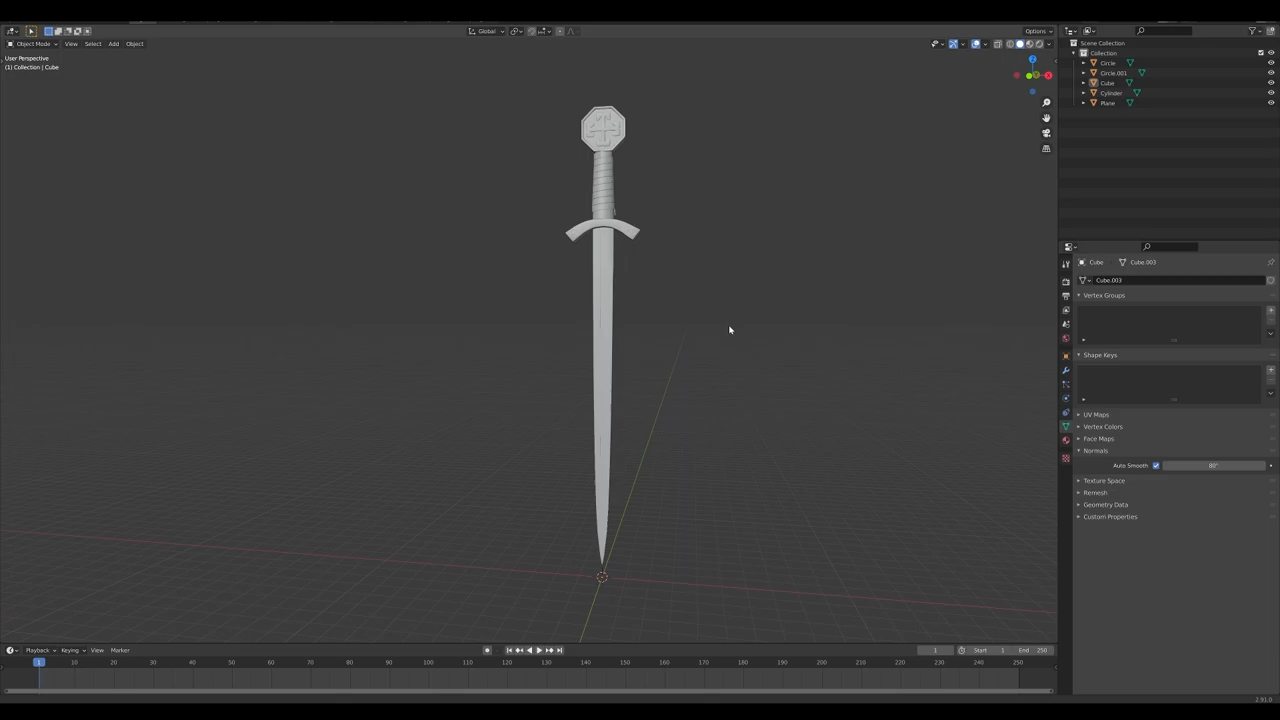 Global
Options
Object Mode View Select Add Object
User Perspective
(1) Collection | Cube
Z
X
Scene Collection
Collection
Circle
Circle.001
Cube
Cylinder
Plane
Cube Cube.003
Cube.003
Vertex Groups
Shape Keys
UV Maps
Vertex Colors
Face Maps
Normals
Auto Smooth 80°
Texture Space
Remesh
Geometry Data
Custom Properties
Playback Keying View Marker
1 Start 1 End 250
1 10 20 30 40 50 60 70 80 90 100 110 120 130 140 150 160 170 180 190 200 210 220 230 240 250
2.91.0